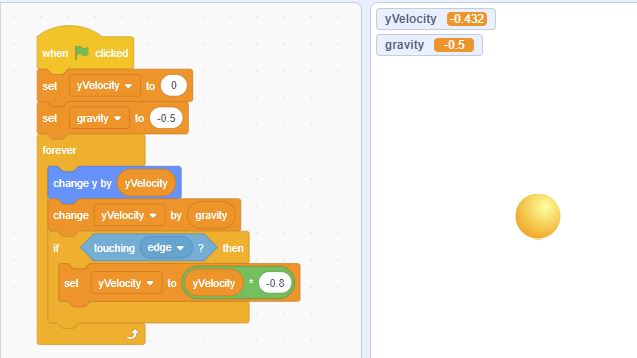 when clicked
set yVelocity to 0
set gravity to -0.5
forever
change y by yVelocity
change yVelocity by gravity
if touching edge ? then
set yVelocity to yVelocity * -0.8
yVelocity -0.432
gravity -0.5